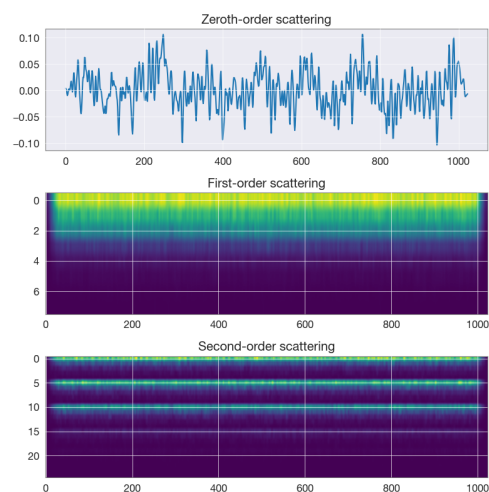 Zeroth-order scattering
0.10
0.05
0.00
−0.05
−0.10
0 200 400 600 800 1000
First-order scattering
0
2
4
6
0 200 400 600 800 1000
Second-order scattering
0
5
10
15
20
0 200 400 600 800 1000